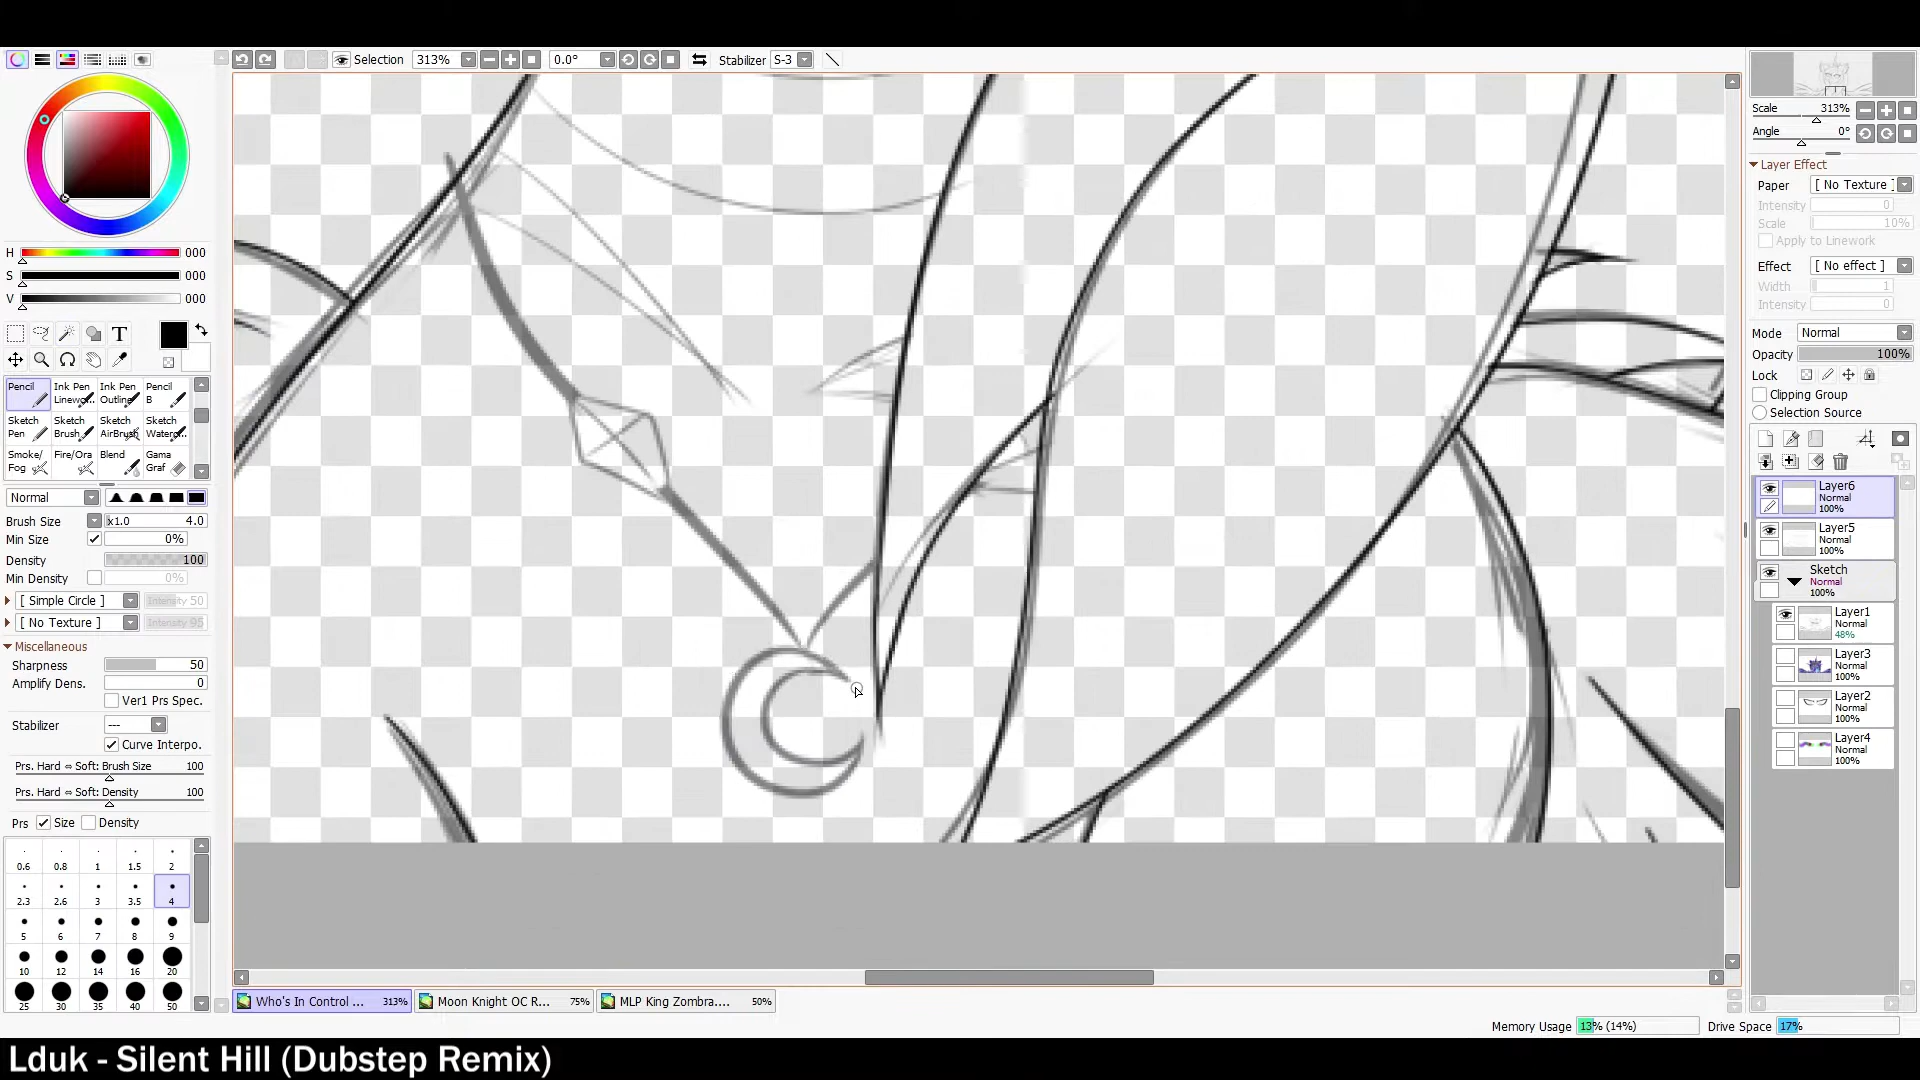 Selection 313% 0.0° Stabilizer S-3
H 000
S 000
V 000
T
Pencil
Ink Pen Linew...
Ink Pen Outline
Pencil B
Sketch Pen
Sketch Brush
Sketch AirBrush
Sketch Waterc...
Smoke/ Fog
Fire/Ora
Blend
Gama Graf
Normal
Brush Size x1.0 4.0
Min Size 0%
Density 100
Min Density 0%
[ Simple Circle ] Intensity 50
[ No Texture ] Intensity 95
Miscellaneous
Sharpness 50
Amplify Dens. 0
Ver1 Prs Spec.
Stabilizer ---
Curve Interpo.
Prs. Hard ⇔ Soft: Brush Size 100
Prs. Hard ⇔ Soft: Density 100
Prs Size Density
0.6 0.8 1 1.5 2
2.3 2.6 3 3.5 4
5 6 7 8 9
10 12 14 16 20
25 30 35 40 50
Who's In Control ... 313%
Moon Knight OC R... 75%
MLP King Zombra.... 50%
Scale 313%
Angle 0°
Layer Effect
Paper [ No Texture ]
Intensity 0
Scale 10%
Apply to Linework
Effect [ No effect ]
Width 1
Intensity 0
Mode Normal
Opacity 100%
Lock
Clipping Group
Selection Source
Layer6
Normal
100%
Layer5
Normal
100%
Sketch
Normal
100%
Layer1
Normal
48%
Layer3
Normal
100%
Layer2
Normal
100%
Layer4
Normal
100%
Memory Usage 13% (14%) Drive Space 17%
Lduk - Silent Hill (Dubstep Remix)